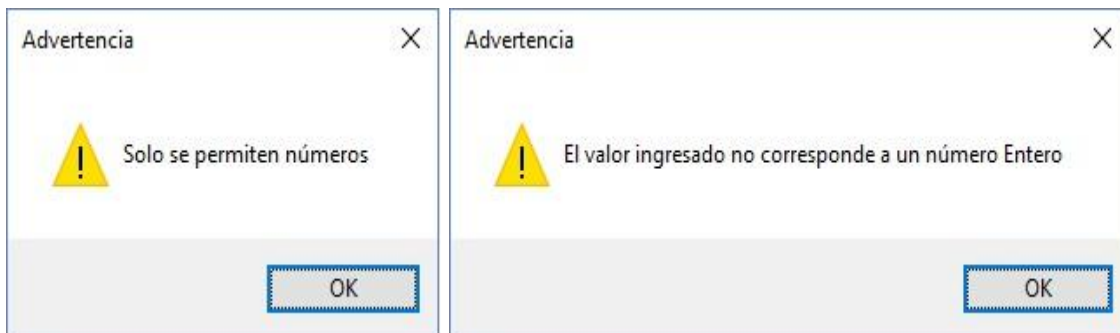 Advertencia
Solo se permiten números
OK
Advertencia
El valor ingresado no corresponde a un número Entero
OK